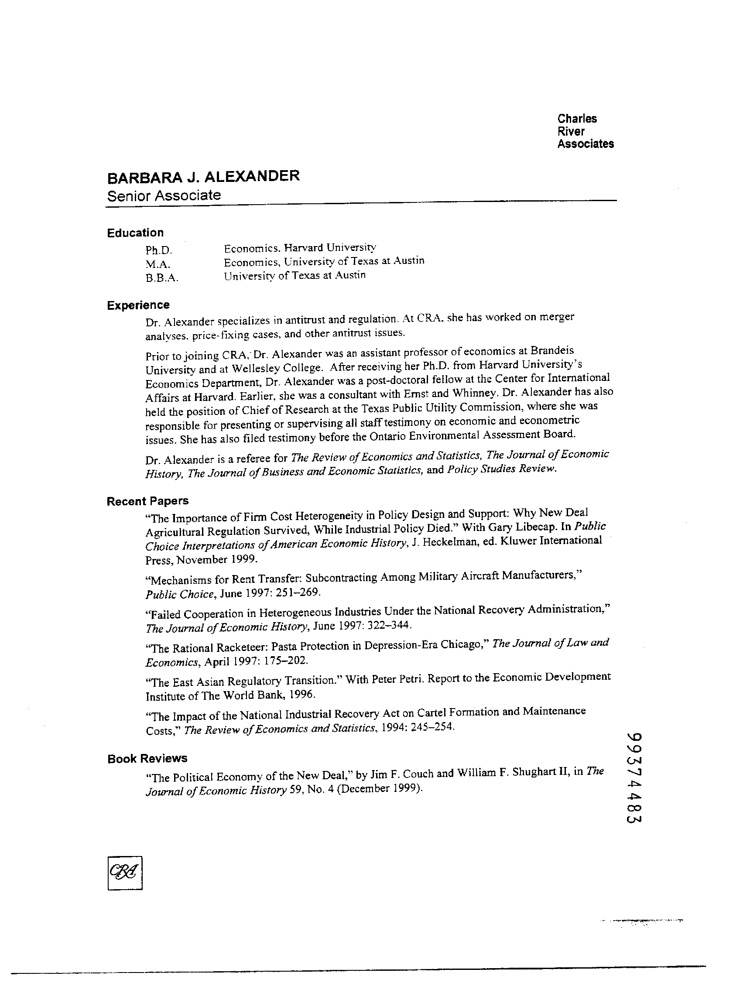 Charles
River
Associates
BARBARA J. ALEXANDER
Senior Associate
Education
Ph.D. Economics, Harvard University
M.A. Economics, University of Texas at Austin
B.B.A. University of Texas at Austin
Experience
Dr. Alexander specializes in antitrust and regulation. At CRA, she has worked on merger
analyses, price-fixing cases, and other antitrust issues.
Prior to joining CRA, Dr. Alexander was an assistant professor of economics at Brandeis
University and at Wellesley College. After receiving her Ph.D. from Harvard University's
Economics Department, Dr. Alexander was a post-doctoral fellow at the Center for International
Affairs at Harvard. Earlier, she was a consultant with Ernst and Whinney. Dr. Alexander has also
held the position of Chief of Research at the Texas Public Utility Commission, where she was
responsible for presenting or supervising all staff testimony on economic and econometric
issues. She has also filed testimony before the Ontario Environmental Assessment Board.
Dr. Alexander is a referee for The Review of Economics and Statistics, The Journal of Economic
History, The Journal of Business and Economic Statistics, and Policy Studies Review.
Recent Papers
"The Importance of Firm Cost Heterogeneity in Policy Design and Support: Why New Deal
Agricultural Regulation Survived, While Industrial Policy Died." With Gary Libecap. In Public
Choice Interpretations of American Economic History, J. Heckelman, ed. Kluwer International
Press, November 1999.
"Mechanisms for Rent Transfer: Subcontracting Among Military Aircraft Manufacturers,"
Public Choice, June 1997: 251–269.
"Failed Cooperation in Heterogeneous Industries Under the National Recovery Administration,"
The Journal of Economic History, June 1997: 322–344.
"The Rational Racketeer: Pasta Protection in Depression-Era Chicago," The Journal of Law and
Economics, April 1997: 175–202.
"The East Asian Regulatory Transition." With Peter Petri. Report to the Economic Development
Institute of The World Bank, 1996.
"The Impact of the National Industrial Recovery Act on Cartel Formation and Maintenance
Costs," The Review of Economics and Statistics, 1994: 245–254.
Book Reviews
"The Political Economy of the New Deal," by Jim F. Couch and William F. Shughart II, in The
Journal of Economic History 59, No. 4 (December 1999).
99374483
CRA